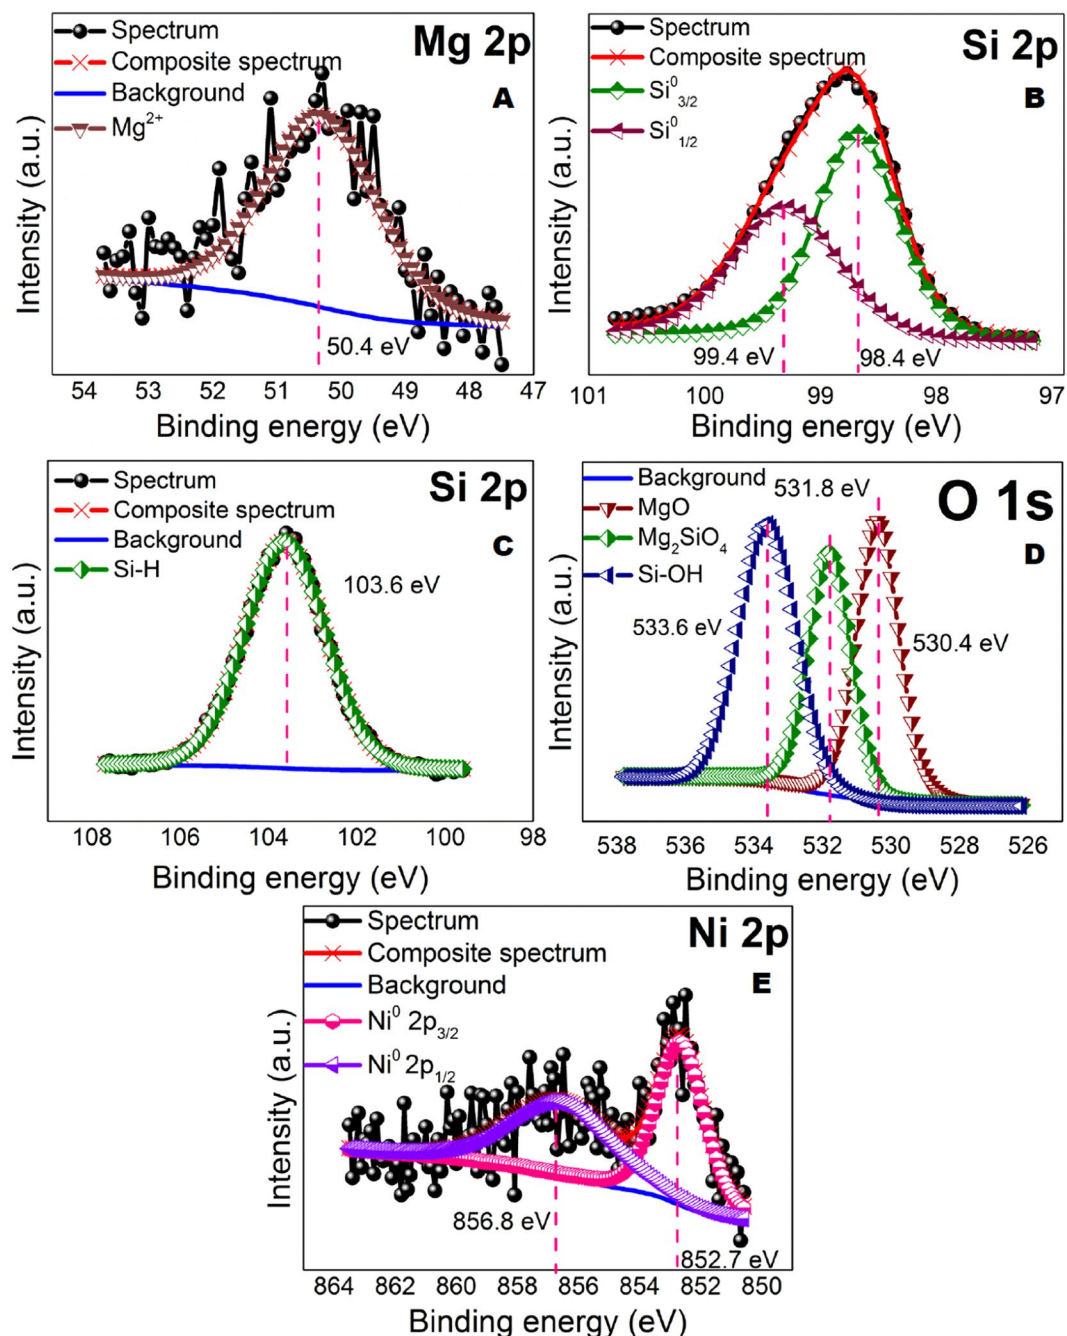 Spectrum
Composite spectrum
Background
Mg2+
Mg 2p
A
50.4 eV
Intensity (a.u.)
54 53 52 51 50 49 48 47
Binding energy (eV)
Spectrum
Composite spectrum
Si0 3/2
Si0 1/2
Si 2p
B
99.4 eV
98.4 eV
Intensity (a.u.)
101 100 99 98 97
Binding energy (eV)
Spectrum
Composite spectrum
Background
Si-H
Si 2p
C
103.6 eV
Intensity (a.u.)
108 106 104 102 100 98
Binding energy (eV)
Background
MgO
Mg2SiO4
Si-OH
531.8 eV
O 1s
D
533.6 eV
530.4 eV
Intensity (a.u.)
538 536 534 532 530 528 526
Binding energy (eV)
Spectrum
Composite spectrum
Background
Ni0 2p3/2
Ni0 2p1/2
Ni 2p
E
856.8 eV
852.7 eV
Intensity (a.u.)
864 862 860 858 856 854 852 850
Binding energy (eV)